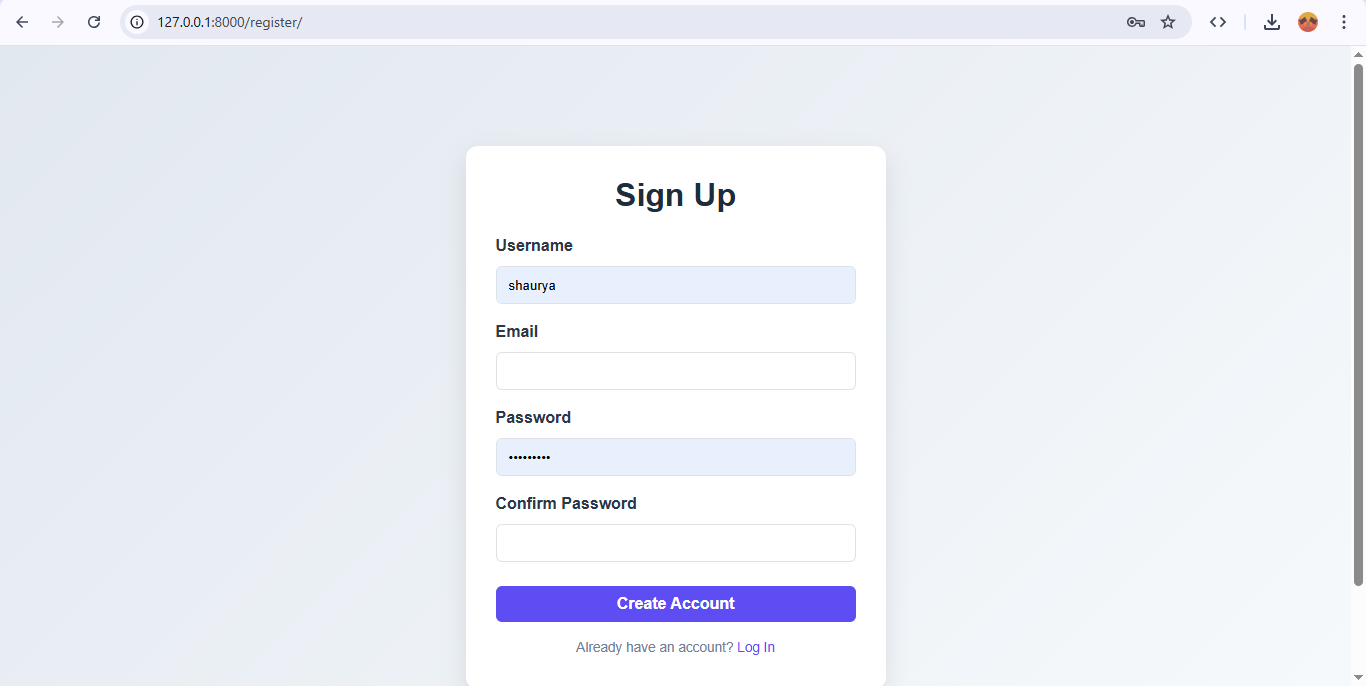 127.0.0.1:8000/register/
Sign Up
Username
shaurya
Email
Password
•••••••••
Confirm Password
Create Account
Already have an account? Log In